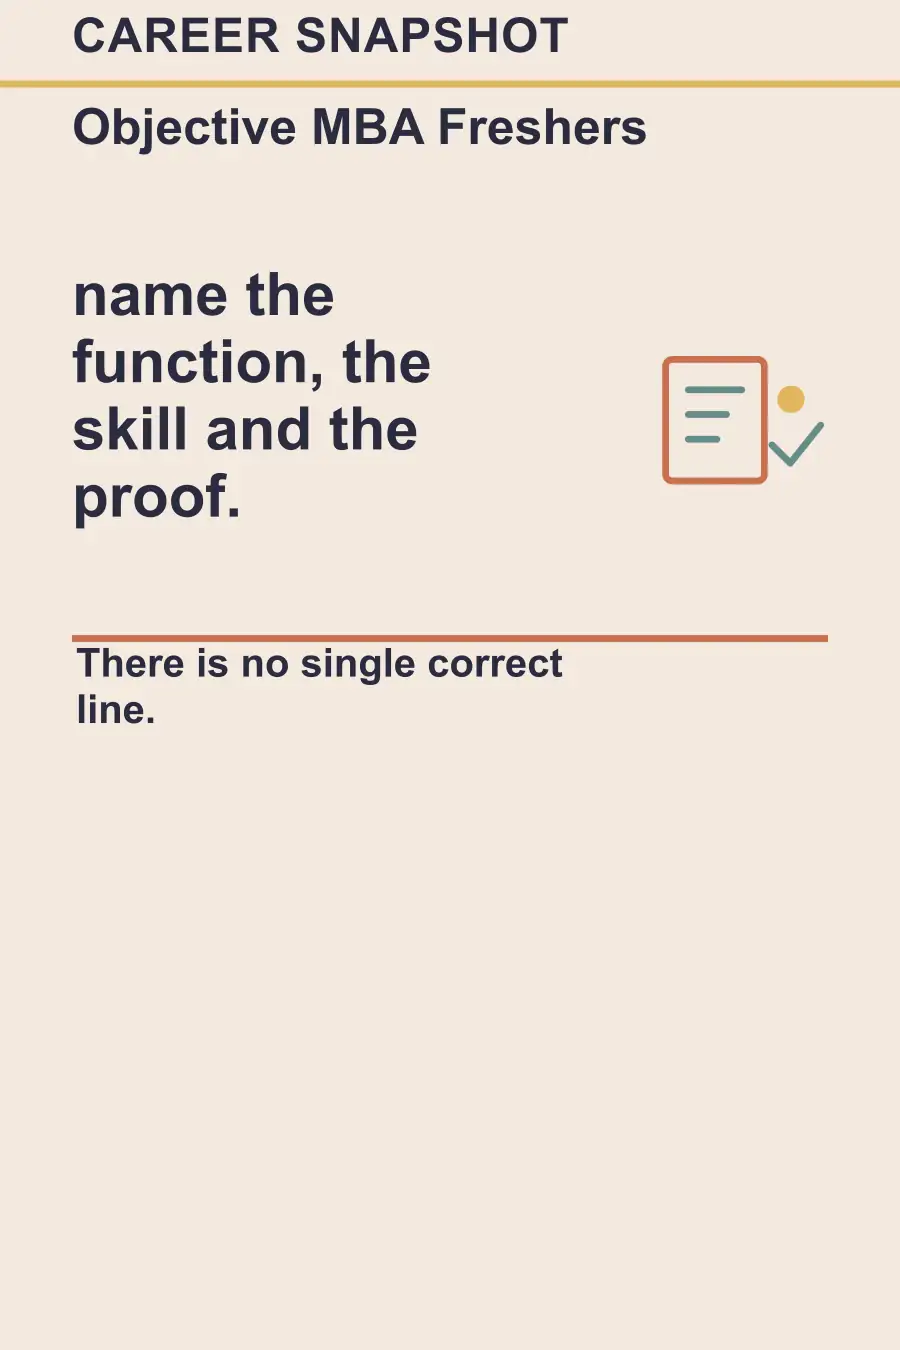 CAREER SNAPSHOT
Objective MBA Freshers
name the
function, the
skill and the
proof.
There is no single correct
line.